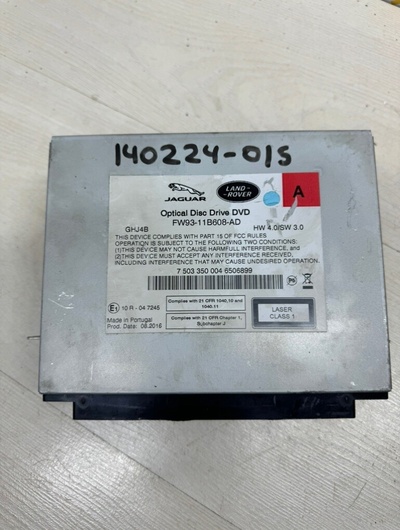 140224-01S
JAGUAR
LAND-
ROVER
A
Optical Disc Drive DVD
FW93-11B608-AD
GHJ4B
HW 4.0/SW 3.0
THIS DEVICE COMPLIES WITH PART 15 OF FCC RULES
OPERATION IS SUBJECT TO THE FOLLOWING TWO CONDITIONS:
(1)THIS DEVICE MAY NOT CAUSE HARMFULL INTERFERENCE, and
(2)THIS DEVICE MUST ACCEPT ANY INTERFERENCE RECEIVED,
INCLUDING INTERFERENCE THAT MAY CAUSE UNDESIRED OPERATION.
7 503 350 004 6506899
E1 10 R - 04 7245
Made in Portugal
Prod. Date: 08.2016
Complies with 21 CFR 1040.10 and
1040.11
Complies with 21 CFR Chapter 1,
Subchapter J
LASER
CLASS 1